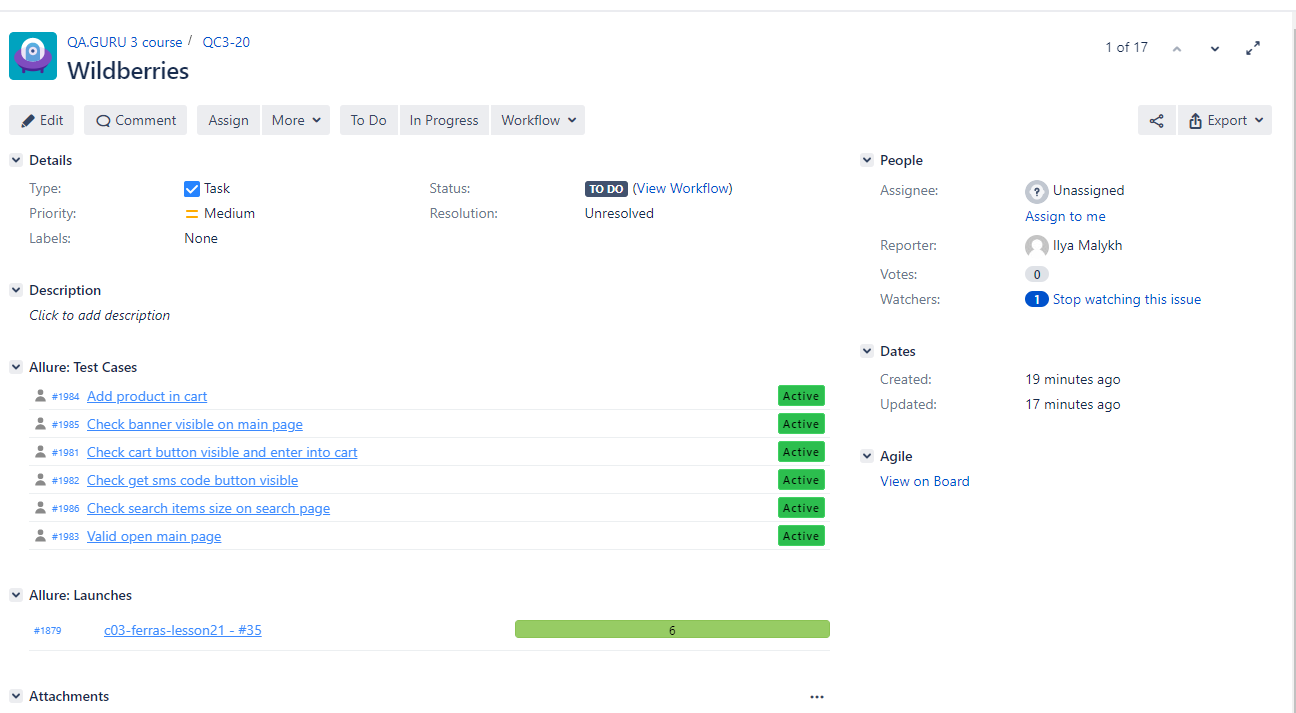 QA.GURU 3 course / QC3-20
Wildberries
1 of 17
Edit Comment Assign More To Do In Progress Workflow Export
Details
Type: Task Status: TO DO (View Workflow)
Priority: Medium Resolution: Unresolved
Labels: None
Description
Click to add description
Allure: Test Cases
#1984 Add product in cart Active
#1985 Check banner visible on main page Active
#1981 Check cart button visible and enter into cart Active
#1982 Check get sms code button visible Active
#1986 Check search items size on search page Active
#1983 Valid open main page Active
Allure: Launches
#1879 c03-ferras-lesson21 - #35 6
Attachments
People
Assignee: ? Unassigned
Assign to me
Reporter: Ilya Malykh
Votes: 0
Watchers: 1 Stop watching this issue
Dates
Created: 19 minutes ago
Updated: 17 minutes ago
Agile
View on Board